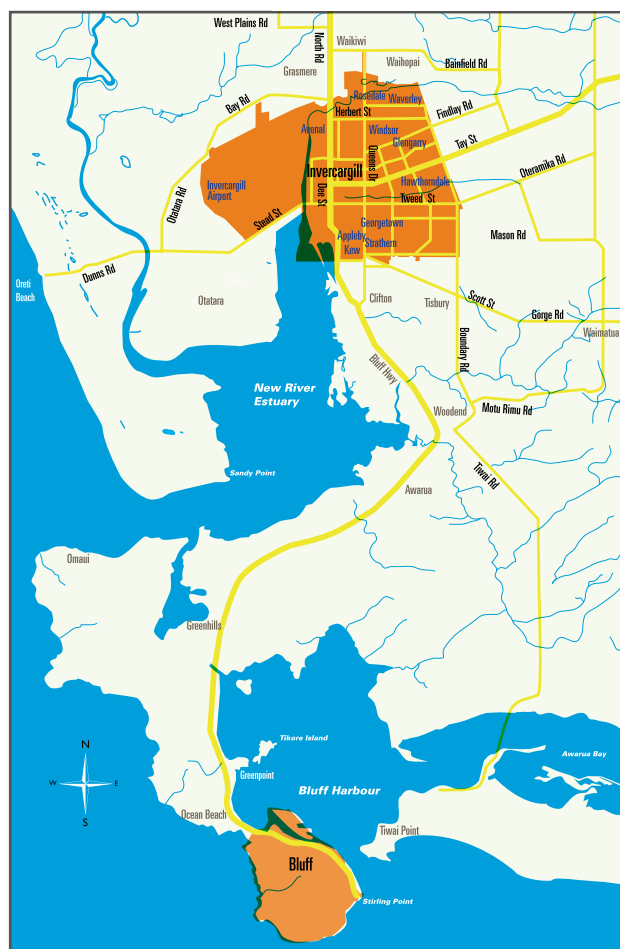 West Plains Rd
North Rd
Waikiwi
Waihopai
Bainfield Rd
Grasmere
Bay Rd
Rosedale
Waverley
Herbert St
Findlay Rd
Avenal
Windsor
Glengarry
Tay St
Queens Dr
Invercargill
Oteramika Rd
Invercargill
Airport
Otatara Rd
Dee St
Hawthorndale
Tweed St
Stead St
Georgetown
Appleby
Strathern
Kew
Mason Rd
Dunns Rd
Oreti
Beach
Otatara
Clifton
Tisbury
Scott St
Gorge Rd
Waimatua
Boundary Rd
Bluff Hwy
New River
Estuary
Woodend
Motu Rimu Rd
Sandy Point
Tiwai Rd
Awarua
Omaui
Greenhills
Tikore Island
N
W
E
S
Awarua Bay
Greenpoint
Bluff Harbour
Ocean Beach
Tiwai Point
Bluff
Stirling Point